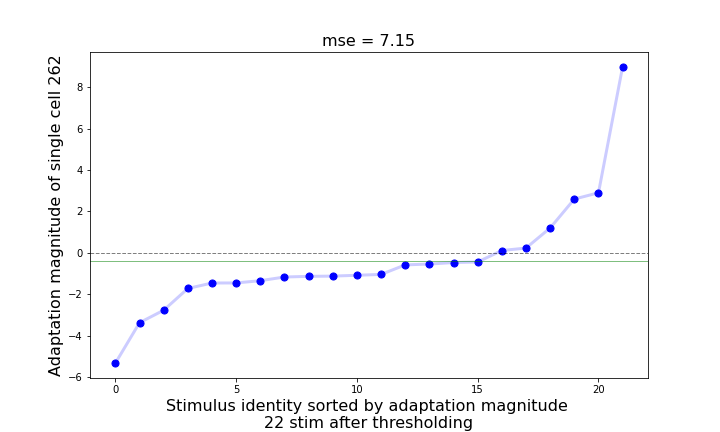 mse = 7.15
Adaptation magnitude of single cell 262
8
6
4
2
0
−2
−4
−6
0 5 10 15 20
Stimulus identity sorted by adaptation magnitude
22 stim after thresholding